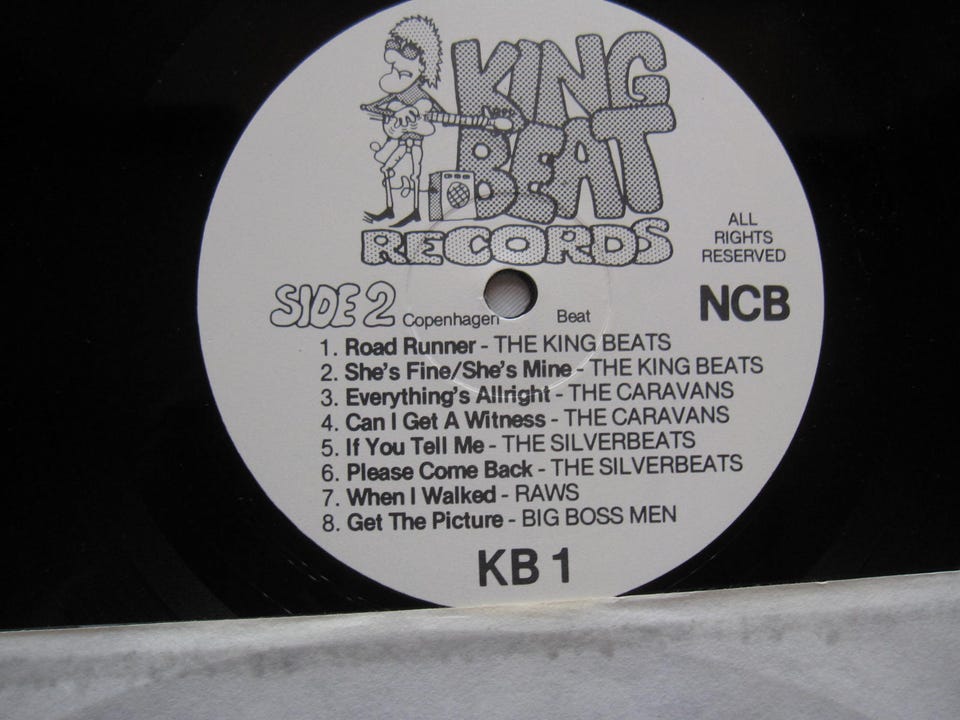 KING
BEAT
RECORDS
ALL
RIGHTS
RESERVED
NCB
SIDE 2 Copenhagen Beat
1. Road Runner - THE KING BEATS
2. She's Fine/She's Mine - THE KING BEATS
3. Everything's Allright - THE CARAVANS
4. Can I Get A Witness - THE CARAVANS
5. If You Tell Me - THE SILVERBEATS
6. Please Come Back - THE SILVERBEATS
7. When I Walked - RAWS
8. Get The Picture - BIG BOSS MEN
KB 1